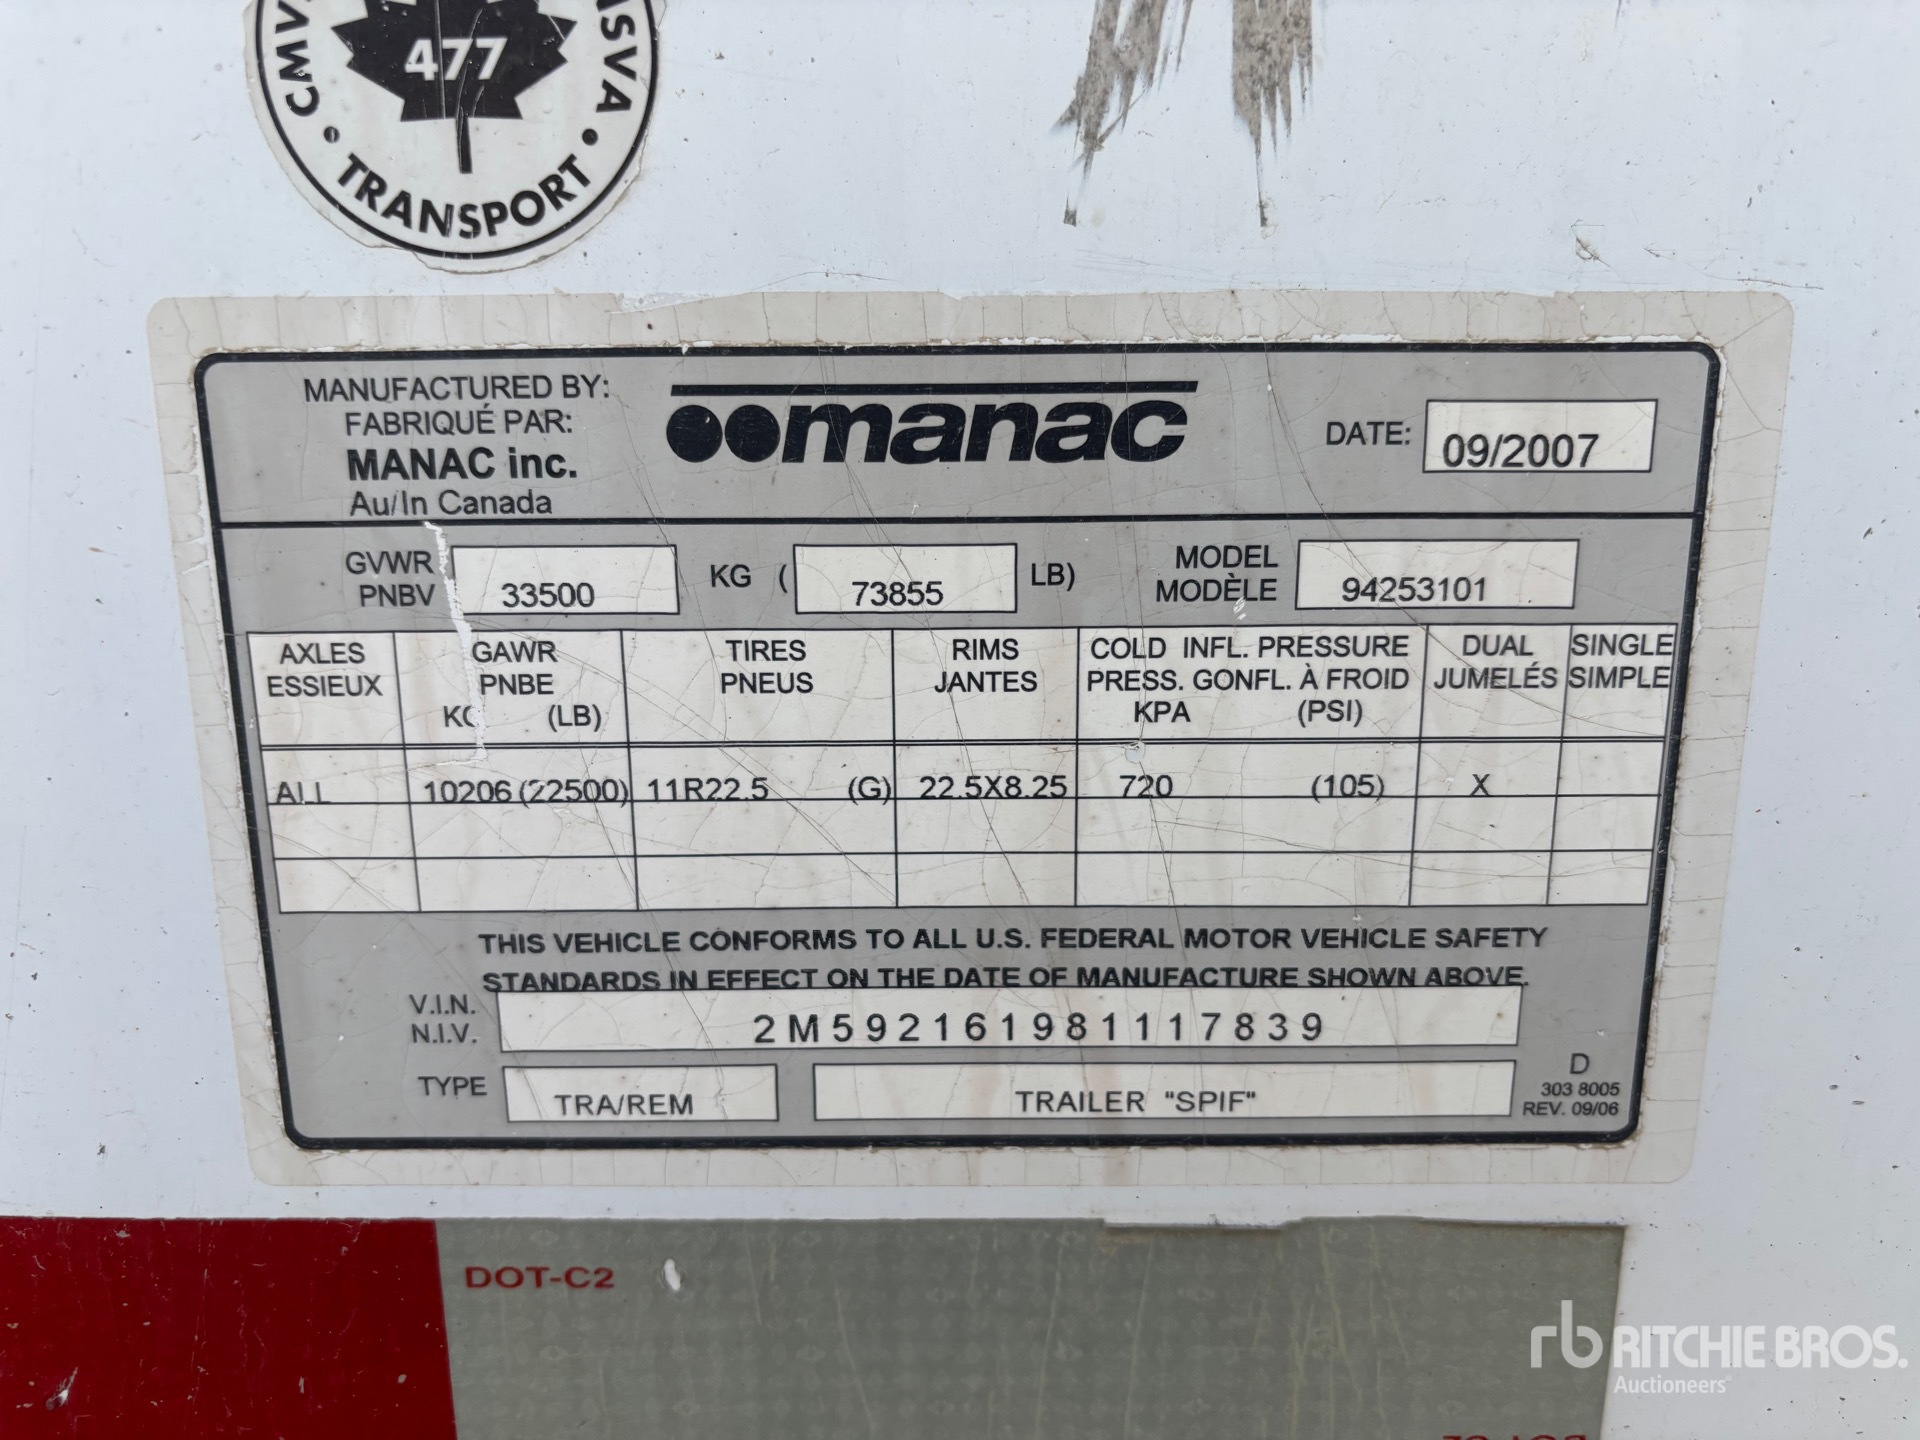 477
TRANSPORT
MANUFACTURED BY:
FABRIQUÉ PAR:
MANAC inc.
Au/In Canada
manac
DATE: 09/2007
GVWR
PNBV
33500 KG ( 73855 LB)
MODEL
MODÈLE
94253101
AXLES GAWR TIRES RIMS COLD INFL. PRESSURE DUAL SINGLE
ESSIEUX PNBE PNEUS JANTES PRESS. GONFL. À FROID JUMELÉS SIMPLE
KG (LB) KPA (PSI)
ALL 10206 (22500) 11R22.5 (G) 22.5X8.25 720 (105) X
THIS VEHICLE CONFORMS TO ALL U.S. FEDERAL MOTOR VEHICLE SAFETY
STANDARDS IN EFFECT ON THE DATE OF MANUFACTURE SHOWN ABOVE.
V.I.N.
N.I.V.
2M592161981117839
TYPE TRA/REM TRAILER "SPIF"
D
303 8005
REV. 09/06
DOT-C2
rb RITCHIE BROS.
Auctioneers